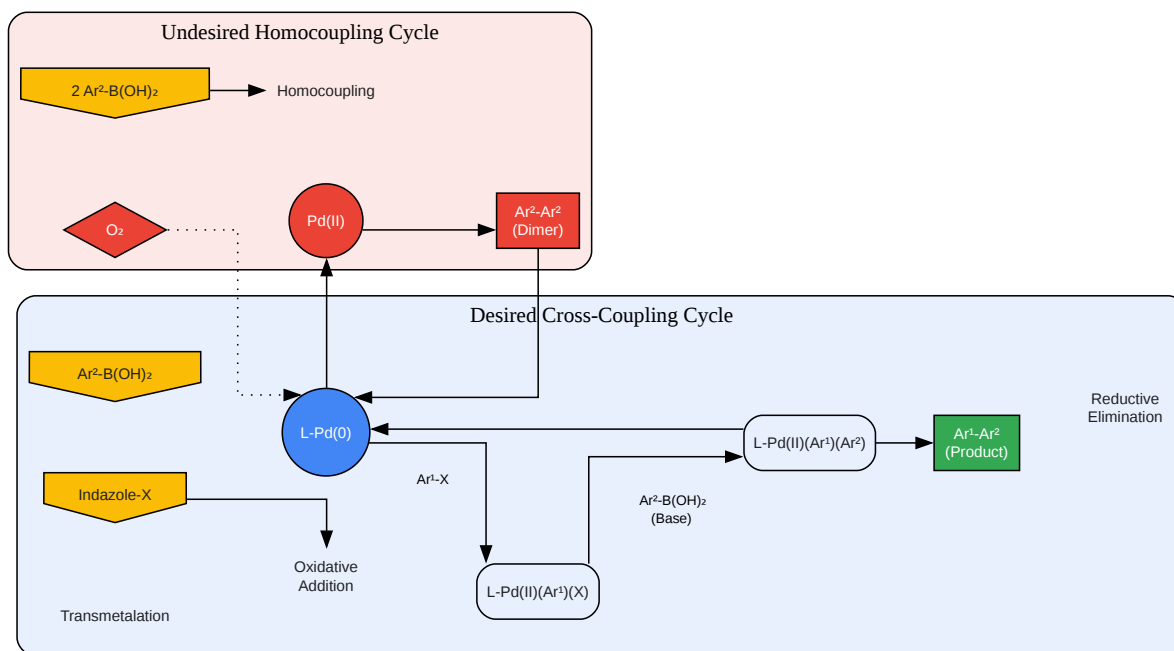 Undesired Homocoupling Cycle
2 Ar²-B(OH)₂
Homocoupling
O₂
Pd(II)
Ar²-Ar²
(Dimer)
Desired Cross-Coupling Cycle
Ar²-B(OH)₂
L-Pd(0)
Indazole-X
Oxidative
Addition
Transmetalation
Ar¹-X
L-Pd(II)(Ar¹)(X)
Ar²-B(OH)₂
(Base)
L-Pd(II)(Ar¹)(Ar²)
Ar¹-Ar²
(Product)
Reductive
Elimination